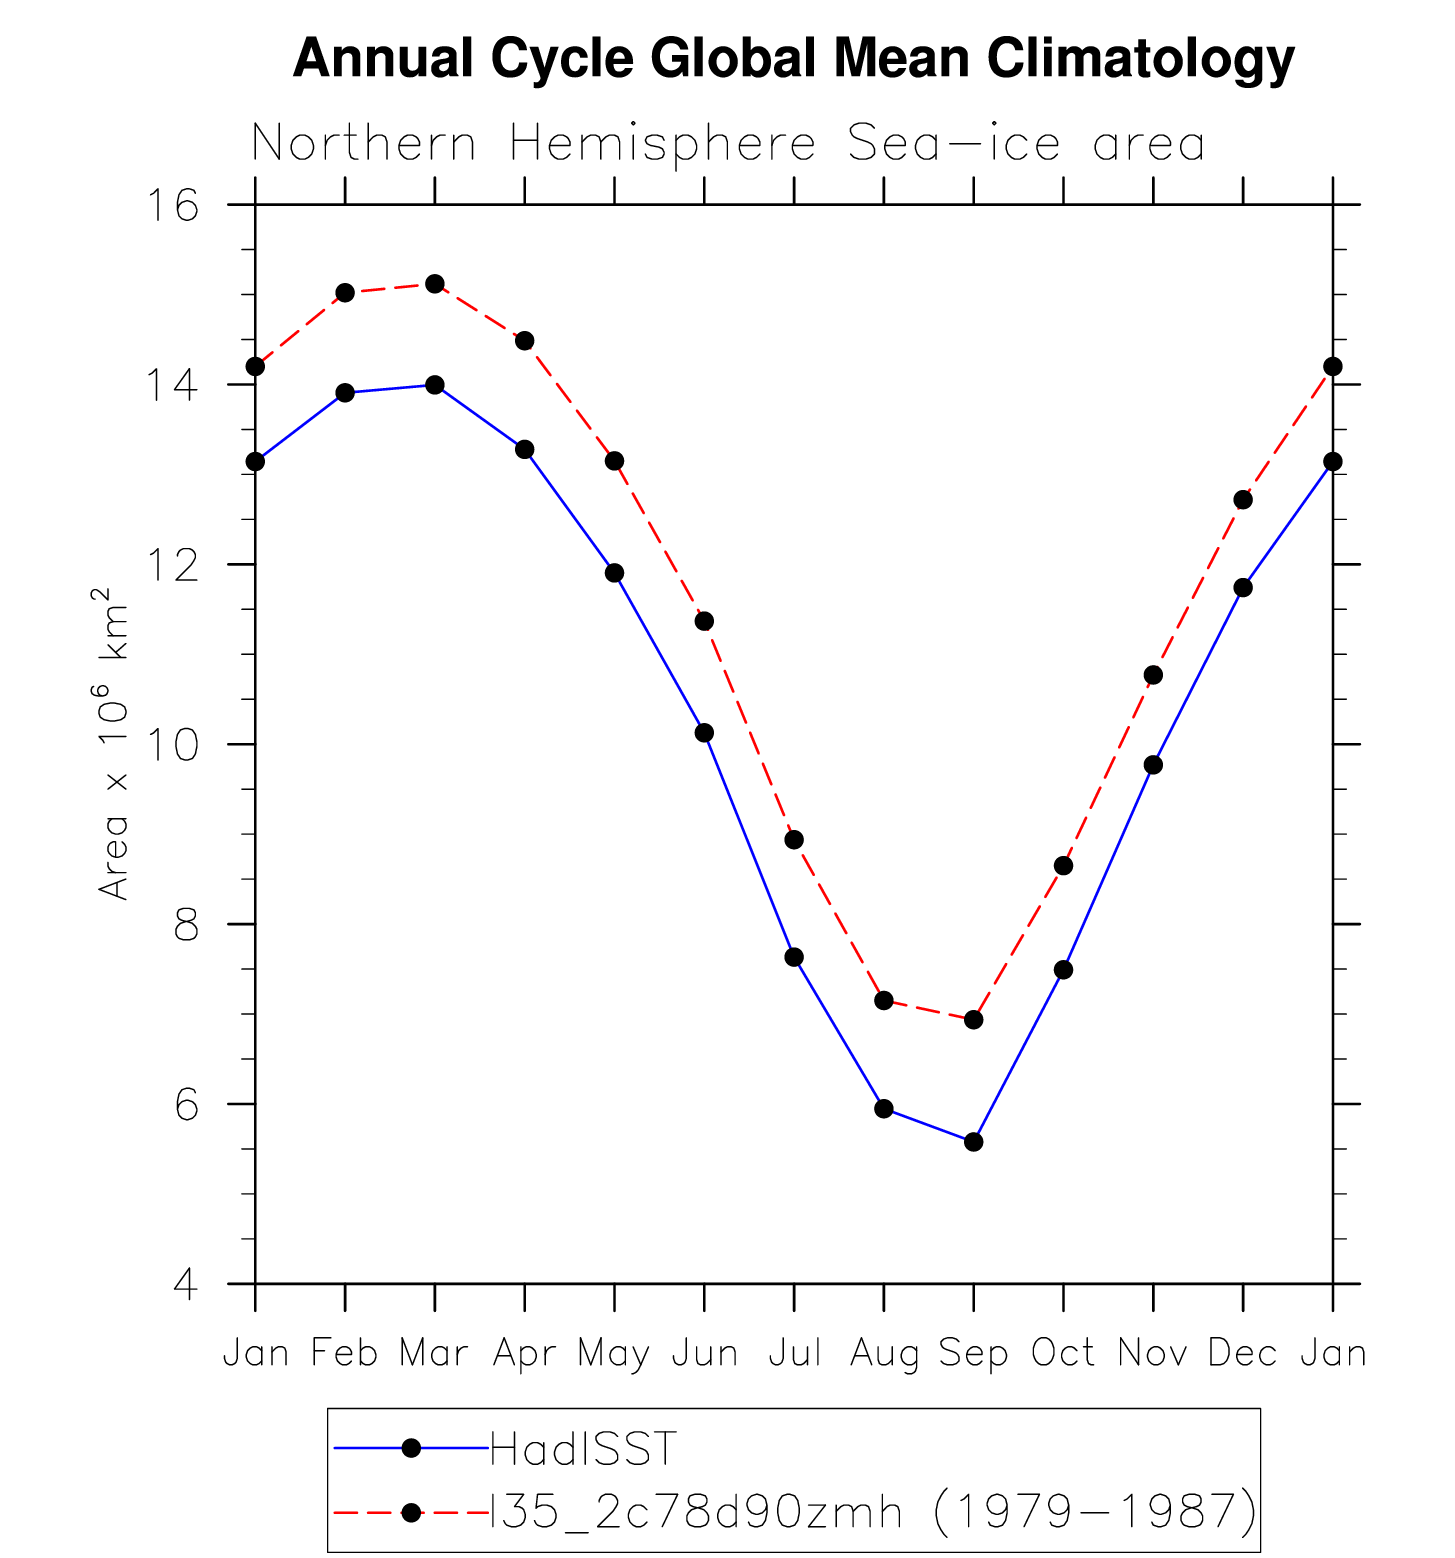 Annual Cycle Global Mean Climatology
Northern Hemisphere Sea-ice area
16
14
12
10
8
6
4
Area x 10⁶ km²
Jan Feb Mar Apr May Jun Jul Aug Sep Oct Nov Dec Jan
HadISST
I35_2c78d90zmh (1979-1987)